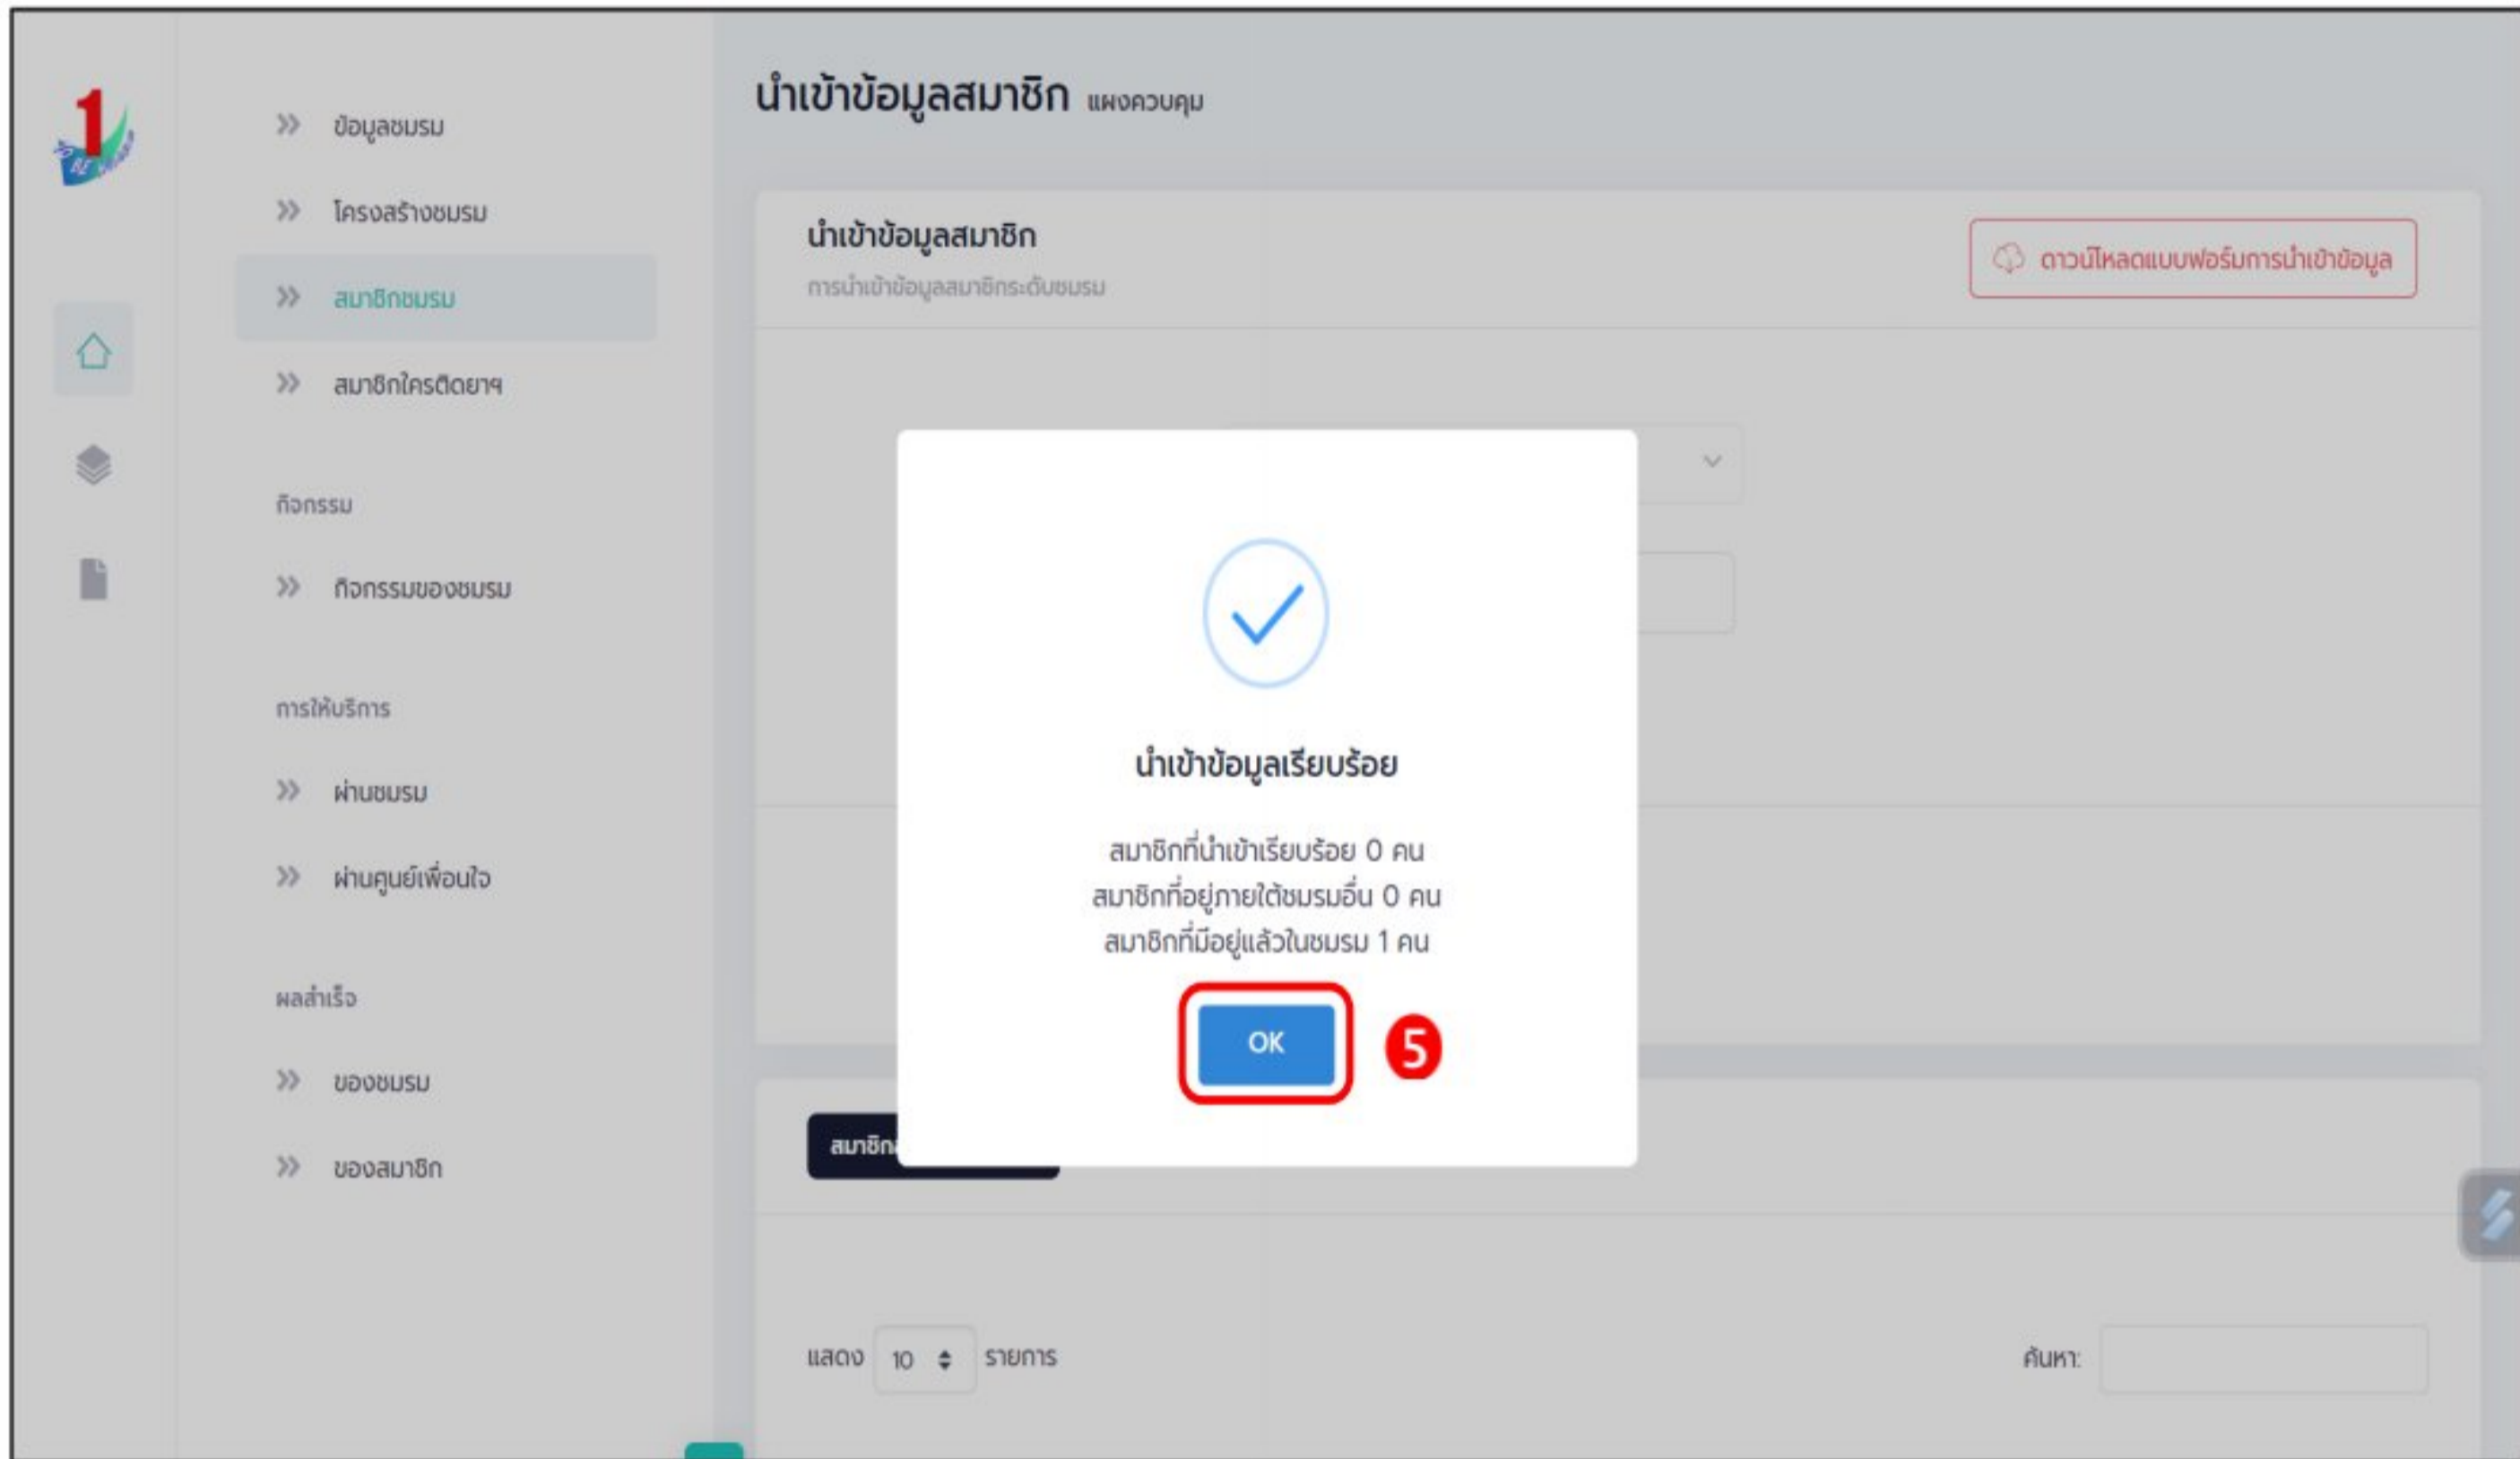 1
ข้อมูลชมรม
โครงสร้างชมรม
สมาชิกชมรม
สมาชิกใครติดยาฯ
กิจกรรม
กิจกรรมของชมรม
การให้บริการ
ผ่านชมรม
ผ่านศูนย์เพื่อนใจ
ผลสำเร็จ
ของชมรม
ของสมาชิก
นำเข้าข้อมูลสมาชิก แผงควบคุม
นำเข้าข้อมูลสมาชิก
การนำเข้าข้อมูลสมาชิกระดับชมรม
ดาวน์โหลดแบบฟอร์มการนำเข้าข้อมูล
นำเข้าข้อมูลเรียบร้อย
สมาชิกที่นำเข้าเรียบร้อย 0 คน
สมาชิกที่อยู่ภายใต้ชมรมอื่น 0 คน
สมาชิกที่มีอยู่แล้วในชมรม 1 คน
OK
5
แสดง 10 รายการ
ค้นหา: